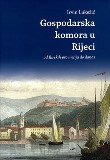 Irvin Lukežić
Gospodarska
komora u
Rijeci